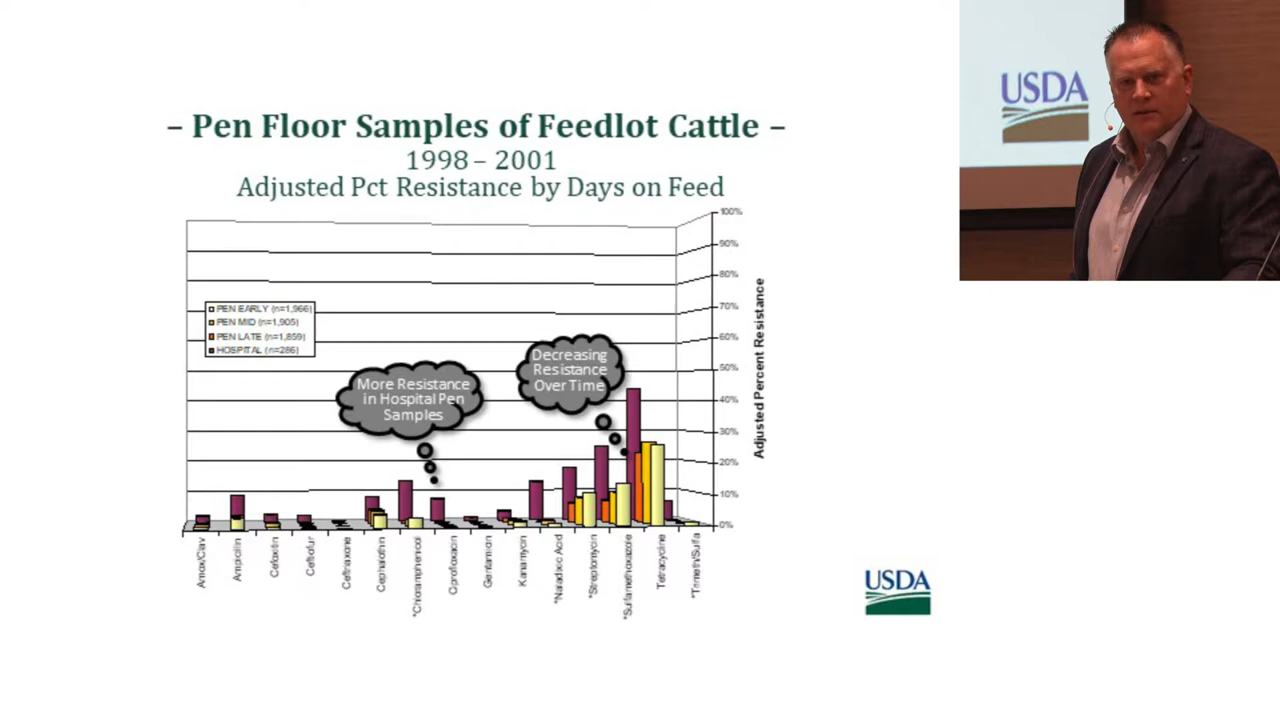 – Pen Floor Samples of Feedlot Cattle –
1998 – 2001
Adjusted Pct Resistance by Days on Feed
PEN EARLY (n=1,966)
PEN MID (n=1,905)
PEN LATE (n=1,859)
HOSPITAL (n=286)
More Resistance
in Hospital Pen
Samples
Decreasing
Resistance
Over Time
100%
90%
80%
70%
60%
50%
40%
30%
20%
10%
0%
Adjusted Percent Resistance
Amox/Clav
Ampicilin
Cefoxitin
Ceftiofur
Ceftriaxone
Cephalothin
*Chloramphenicol
Ciprofloxacin
Gentamicin
Kanamycin
*Naladixic Acid
*Streptomycin
*Sulfamethoxazole
Tetracycline
*Trimeth/Sulfa
USDA
USDA